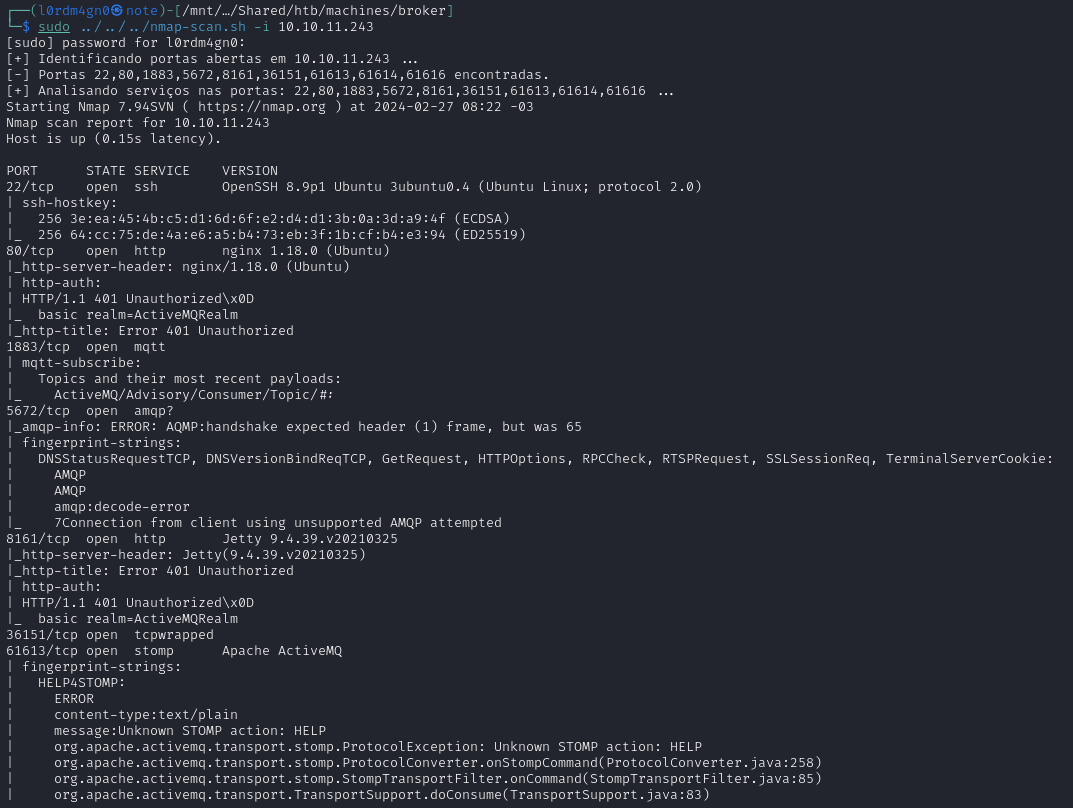 ┌──(l0rdm4gn0㉿note)-[/mnt/…/Shared/htb/machines/broker]
└─$ sudo ../../../nmap-scan.sh -i 10.10.11.243
[sudo] password for l0rdm4gn0:
[+] Identificando portas abertas em 10.10.11.243 ...
[-] Portas 22,80,1883,5672,8161,36151,61613,61614,61616 encontradas.
[+] Analisando serviços nas portas: 22,80,1883,5672,8161,36151,61613,61614,61616 ...
Starting Nmap 7.94SVN ( https://nmap.org ) at 2024-02-27 08:22 -03
Nmap scan report for 10.10.11.243
Host is up (0.15s latency).

PORT      STATE SERVICE    VERSION
22/tcp    open  ssh        OpenSSH 8.9p1 Ubuntu 3ubuntu0.4 (Ubuntu Linux; protocol 2.0)
| ssh-hostkey:
|   256 3e:ea:45:4b:c5:d1:6d:6f:e2:d4:d1:3b:0a:3d:a9:4f (ECDSA)
|_  256 64:cc:75:de:4a:e6:a5:b4:73:eb:3f:1b:cf:b4:e3:94 (ED25519)
80/tcp    open  http       nginx 1.18.0 (Ubuntu)
|_http-server-header: nginx/1.18.0 (Ubuntu)
| http-auth:
| HTTP/1.1 401 Unauthorized\x0D
|_  basic realm=ActiveMQRealm
|_http-title: Error 401 Unauthorized
1883/tcp  open  mqtt
| mqtt-subscribe:
|   Topics and their most recent payloads:
|_    ActiveMQ/Advisory/Consumer/Topic/#:
5672/tcp  open  amqp?
|_amqp-info: ERROR: AQMP:handshake expected header (1) frame, but was 65
| fingerprint-strings:
|   DNSStatusRequestTCP, DNSVersionBindReqTCP, GetRequest, HTTPOptions, RPCCheck, RTSPRequest, SSLSessionReq, TerminalServerCookie:
|     AMQP
|     AMQP
|     amqp:decode-error
|_    7Connection from client using unsupported AMQP attempted
8161/tcp  open  http       Jetty 9.4.39.v20210325
|_http-server-header: Jetty(9.4.39.v20210325)
|_http-title: Error 401 Unauthorized
| http-auth:
| HTTP/1.1 401 Unauthorized\x0D
|_  basic realm=ActiveMQRealm
36151/tcp open  tcpwrapped
61613/tcp open  stomp      Apache ActiveMQ
| fingerprint-strings:
|   HELP4STOMP:
|     ERROR
|     content-type:text/plain
|     message:Unknown STOMP action: HELP
|     org.apache.activemq.transport.stomp.ProtocolException: Unknown STOMP action: HELP
|     org.apache.activemq.transport.stomp.ProtocolConverter.onStompCommand(ProtocolConverter.java:258)
|     org.apache.activemq.transport.stomp.StompTransportFilter.onCommand(StompTransportFilter.java:85)
|     org.apache.activemq.transport.TransportSupport.doConsume(TransportSupport.java:83)